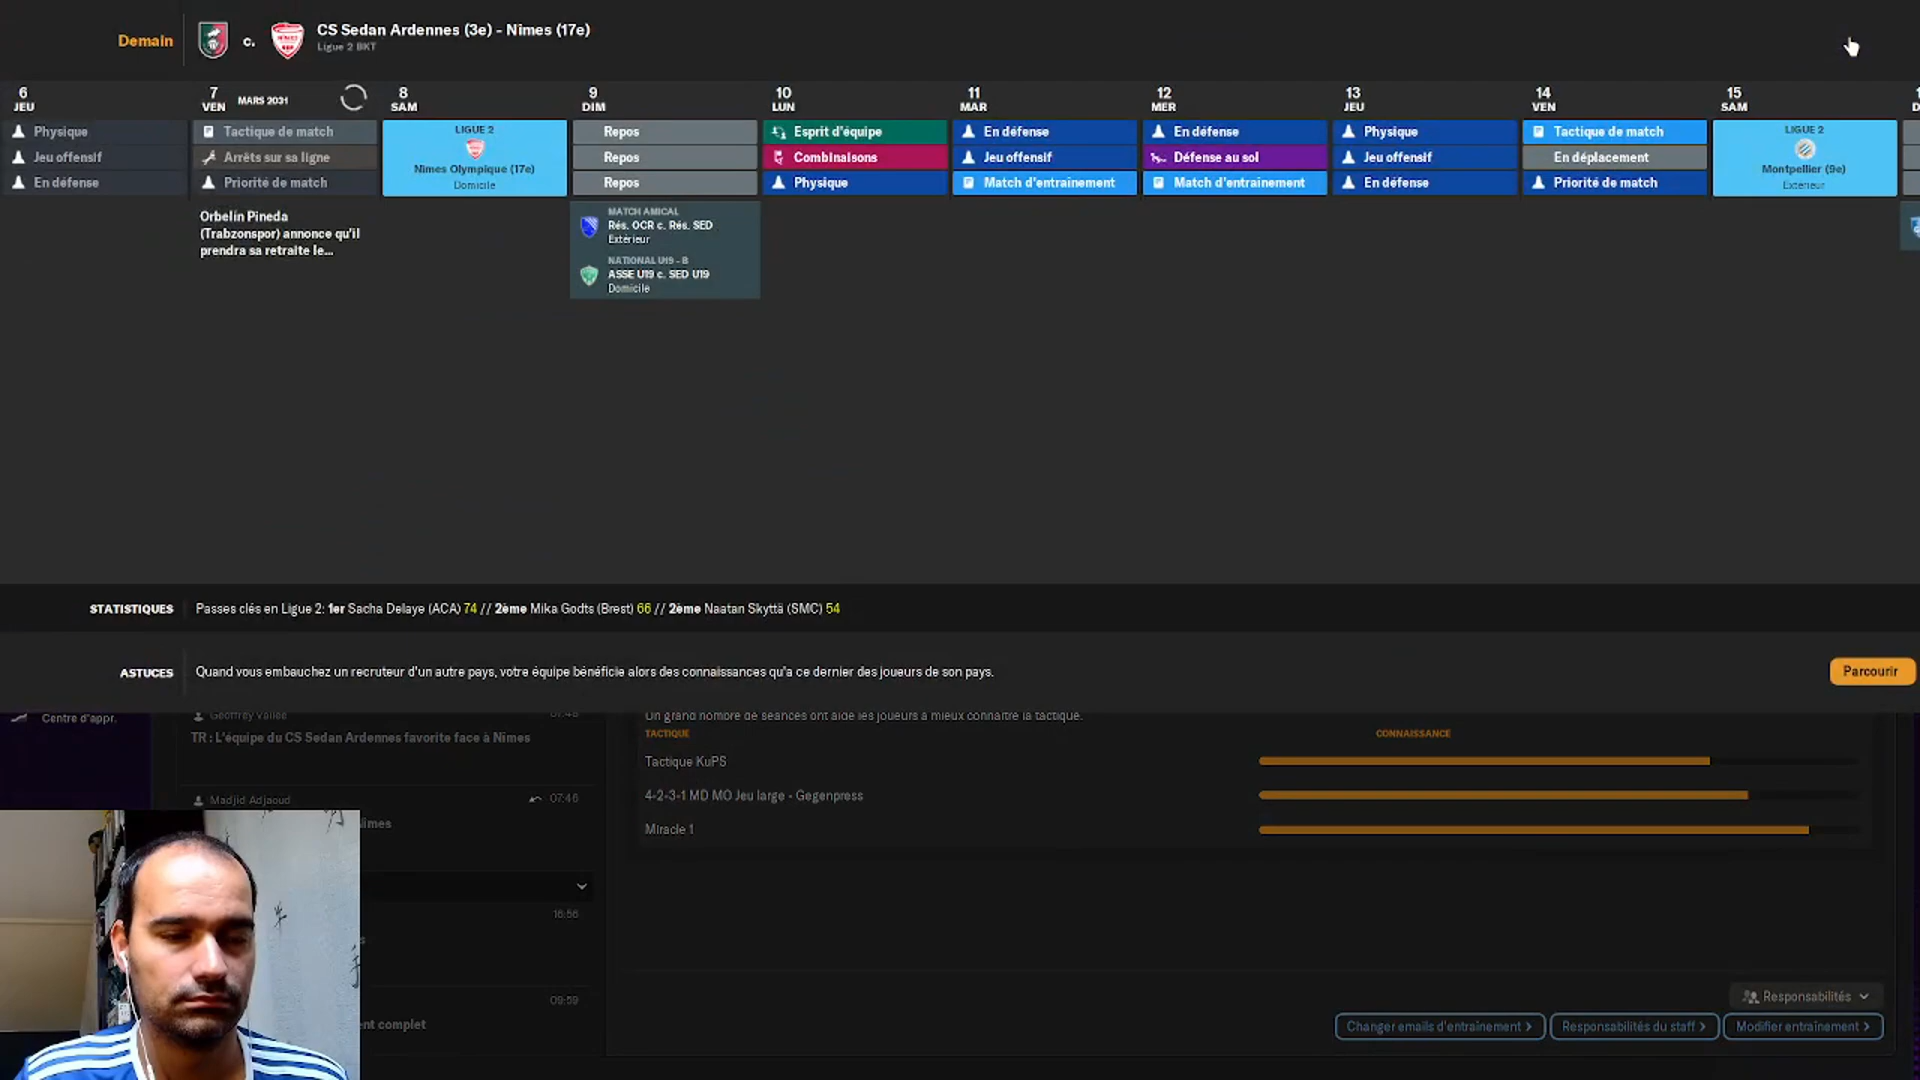 Demain
c.
CS Sedan Ardennes (3e) - Nîmes (17e)
Ligue 2 BKT
6
JEU
7
VEN
MARS 2031
8
SAM
9
DIM
10
LUN
11
MAR
12
MER
13
JEU
14
VEN
15
SAM
Physique
Jeu offensif
En défense
Tactique de match
Arrêts sur sa ligne
Priorité de match
LIGUE 2
Nîmes Olympique (17e)
Domicile
Repos
Repos
Repos
Esprit d'équipe
Combinaisons
Physique
En défense
Jeu offensif
Match d'entraînement
En défense
Défense au sol
Match d'entraînement
Physique
Jeu offensif
En défense
Tactique de match
En déplacement
Priorité de match
LIGUE 2
Montpellier (9e)
Extérieur
Orbelín Pineda
(Trabzonspor) annonce qu'il
prendra sa retraite le...
MATCH AMICAL
Rés. OCR c. Rés. SED
Extérieur
NATIONAL U19 - B
ASSE U19 c. SED U19
Domicile
STATISTIQUES
Passes clés en Ligue 2: 1er Sacha Delaye (ACA) 74 // 2ème Mika Godts (Brest) 66 // 2ème Naatan Skyttä (SMC) 54
ASTUCES
Quand vous embauchez un recruteur d'un autre pays, votre équipe bénéficie alors des connaissances qu'a ce dernier des joueurs de son pays.
Parcourir
Centre d'appr.
Geoffrey Vallée
07:48
TR : L'équipe du CS Sedan Ardennes favorite face à Nîmes
Madjid Adjaoud
07:46
16:56
09:59
Un grand nombre de séances ont aidé les joueurs à mieux connaître la tactique.
TACTIQUE
CONNAISSANCE
Tactique KuPS
4-2-3-1 MD MO Jeu large - Gegenpress
Miracle 1
Responsabilités
Changer emails d'entraînement >
Responsabilités du staff >
Modifier entraînement >